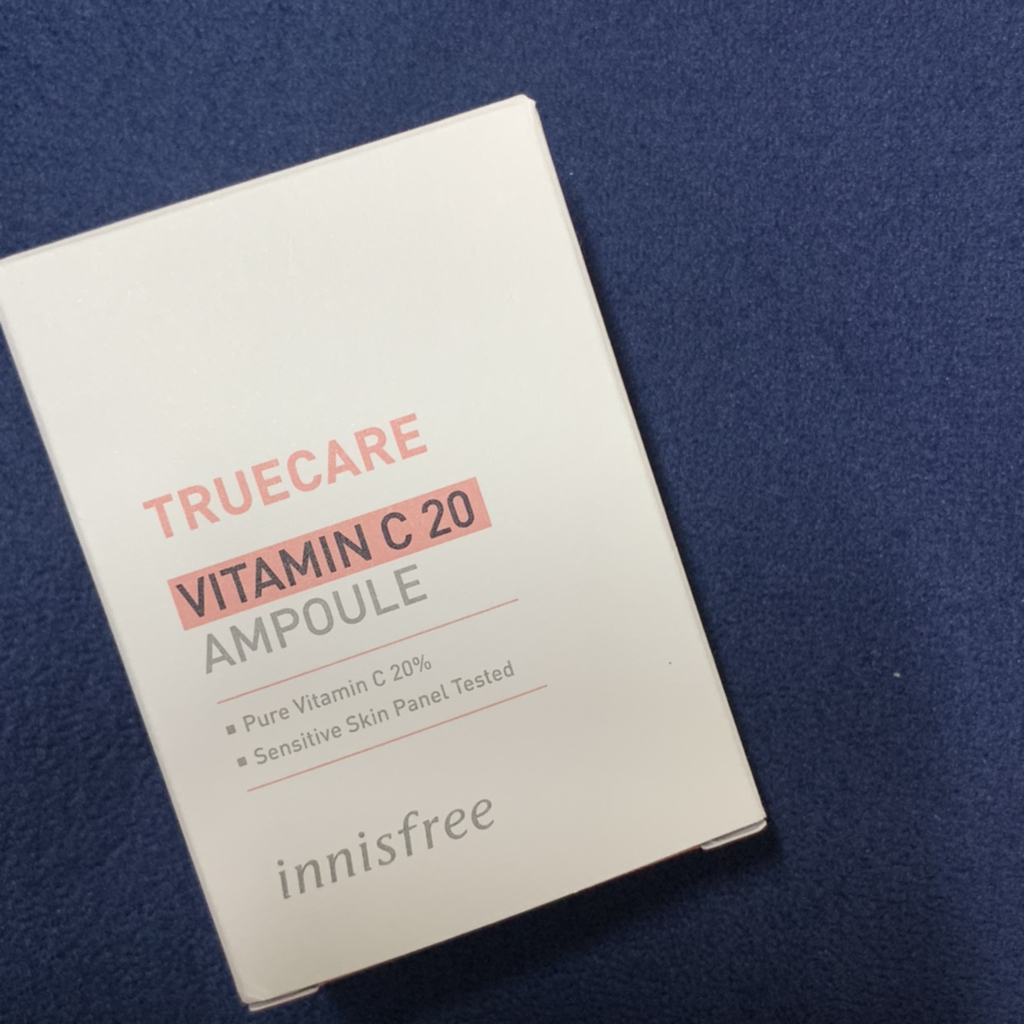 TRUECARE
VITAMIN C 20
AMPOULE
▪ Pure Vitamin C 20%
▪ Sensitive Skin Panel Tested
innisfree